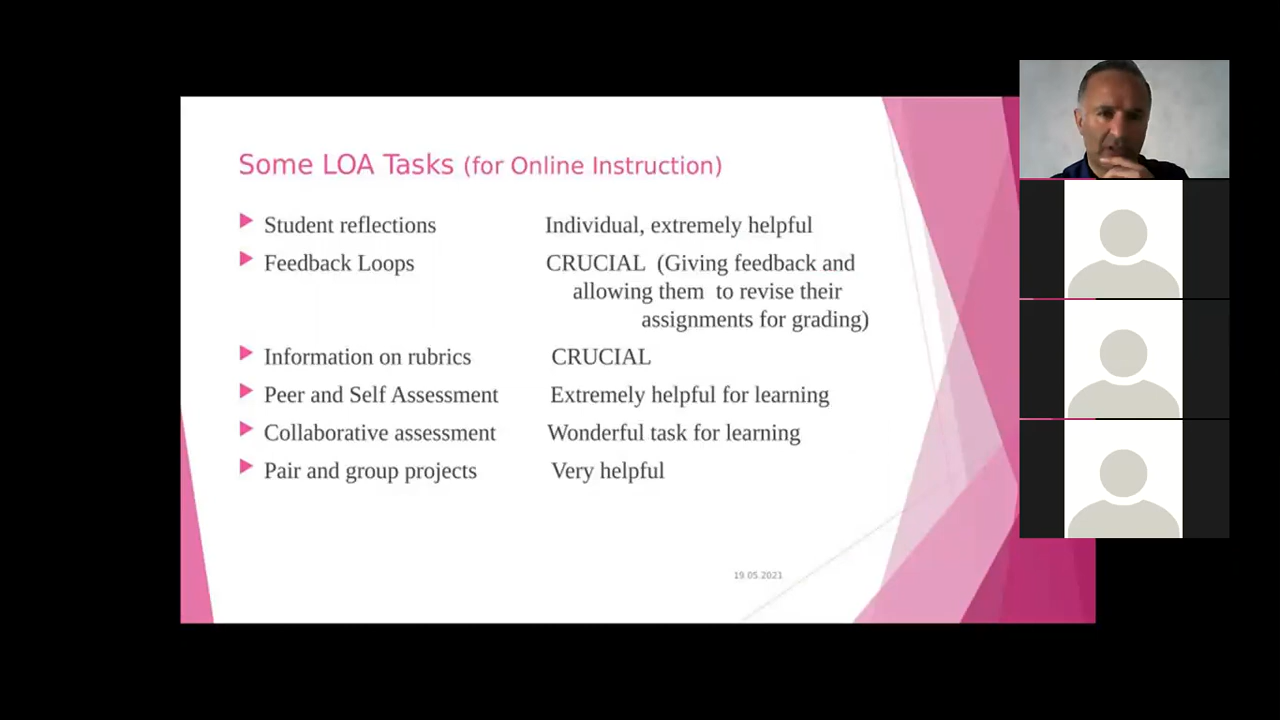 Some LOA Tasks (for Online Instruction)
Student reflections Individual, extremely helpful
Feedback Loops CRUCIAL (Giving feedback and
allowing them to revise their
assignments for grading)
Information on rubrics CRUCIAL
Peer and Self Assessment Extremely helpful for learning
Collaborative assessment Wonderful task for learning
Pair and group projects Very helpful
19.05.2021